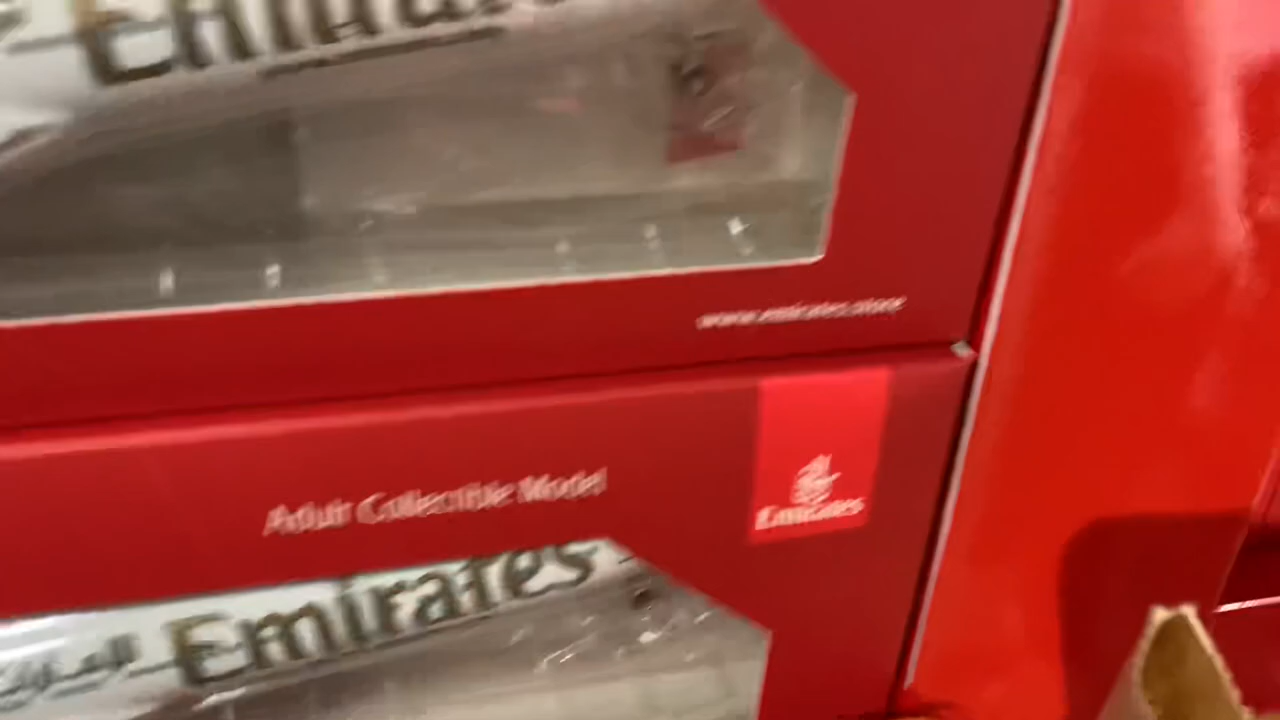 Emirates
www.emirates.store
Adult Collectible Model
Emirates
Emirates